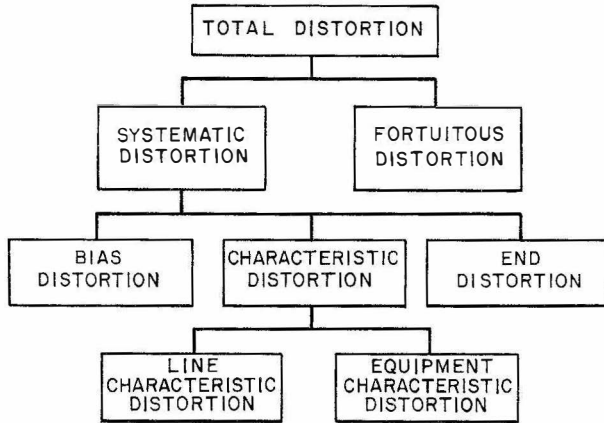 TOTAL DISTORTION
SYSTEMATIC
DISTORTION
FORTUITOUS
DISTORTION
BIAS
DISTORTION
CHARACTERISTIC
DISTORTION
END
DISTORTION
LINE
CHARACTERISTIC
DISTORTION
EQUIPMENT
CHARACTERISTIC
DISTORTION